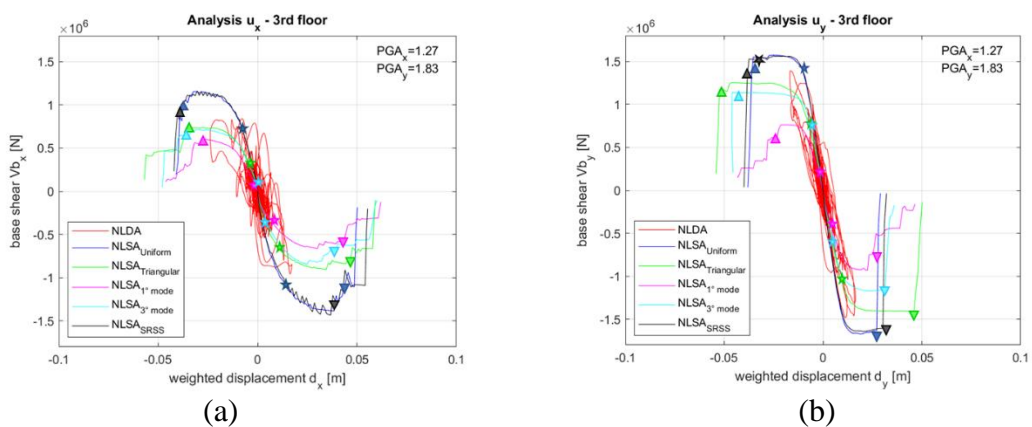 Analysis u_x - 3rd floor
×10^6
PGA_x=1.27
PGA_y=1.83
1.5
1
0.5
0
-0.5
-1
-1.5
base shear Vb_x [N]
NLDA
NLSA_Uniform
NLSA_Triangular
NLSA_1° mode
NLSA_3° mode
NLSA_SRSS
-0.1
-0.05
0
0.05
0.1
weighted displacement d_x [m]
(a)
Analysis u_y - 3rd floor
×10^6
PGA_x=1.27
PGA_y=1.83
1.5
1
0.5
0
-0.5
-1
-1.5
base shear Vb_y [N]
NLDA
NLSA_Uniform
NLSA_Triangular
NLSA_1° mode
NLSA_3° mode
NLSA_SRSS
-0.1
-0.05
0
0.05
0.1
weighted displacement d_y [m]
(b)